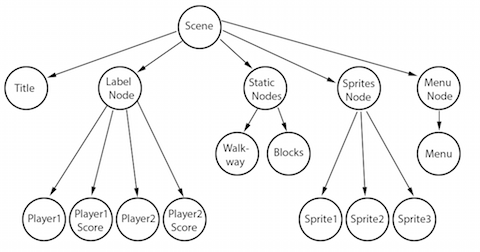 Scene
Title
Label
Node
Static
Nodes
Sprites
Node
Menu
Node
Walk-
way
Blocks
Menu
Player1
Player1
Score
Player2
Player2
Score
Sprite1
Sprite2
Sprite3